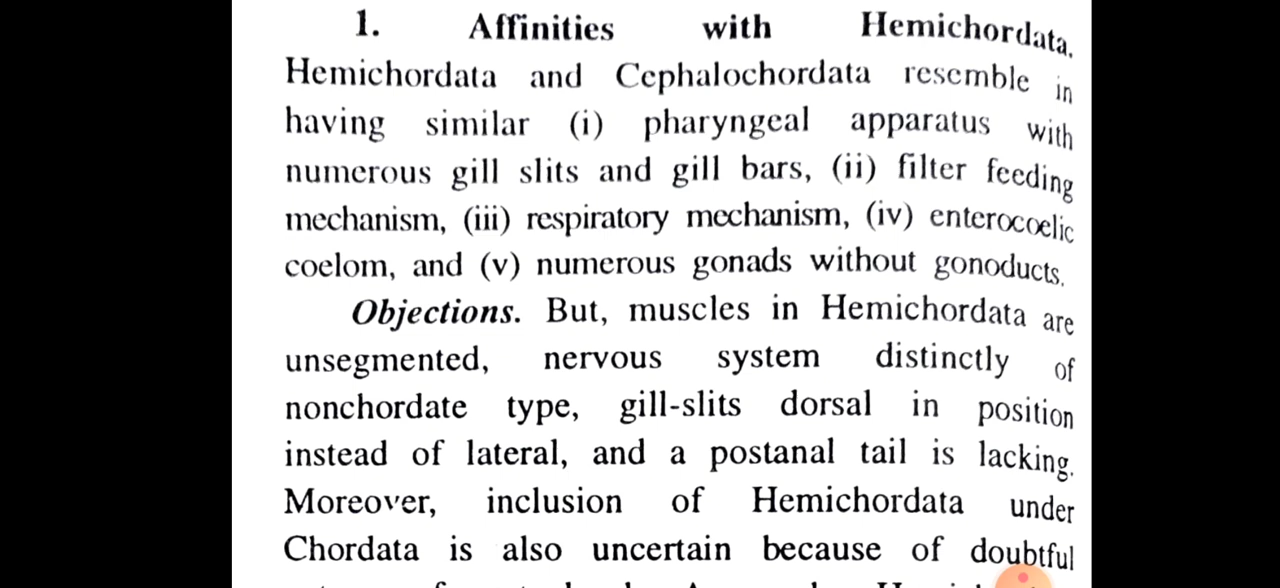 1. Affinities with Hemichordata.
Hemichordata and Cephalochordata resemble in
having similar (i) pharyngeal apparatus with
numerous gill slits and gill bars, (ii) filter feeding
mechanism, (iii) respiratory mechanism, (iv) enterocoelic
coelom, and (v) numerous gonads without gonoducts.
Objections. But, muscles in Hemichordata are
unsegmented, nervous system distinctly of
nonchordate type, gill-slits dorsal in position
instead of lateral, and a postanal tail is lacking.
Moreover, inclusion of Hemichordata under
Chordata is also uncertain because of doubtful